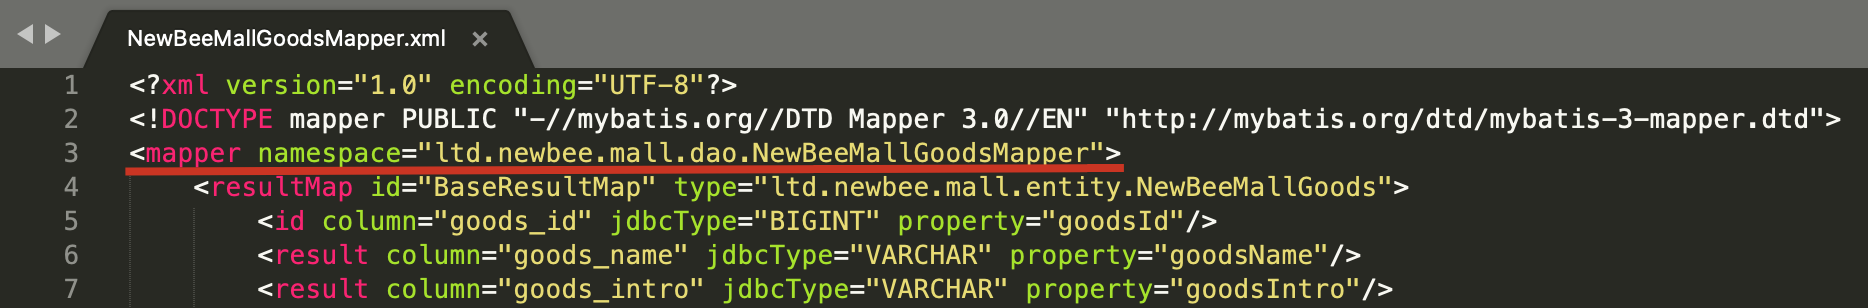 NewBeeMallGoodsMapper.xml ×
1 <?xml version="1.0" encoding="UTF-8"?>
2 <!DOCTYPE mapper PUBLIC "-//mybatis.org//DTD Mapper 3.0//EN" "http://mybatis.org/dtd/mybatis-3-mapper.dtd">
3 <mapper namespace="ltd.newbee.mall.dao.NewBeeMallGoodsMapper">
4     <resultMap id="BaseResultMap" type="ltd.newbee.mall.entity.NewBeeMallGoods">
5         <id column="goods_id" jdbcType="BIGINT" property="goodsId"/>
6         <result column="goods_name" jdbcType="VARCHAR" property="goodsName"/>
7         <result column="goods_intro" jdbcType="VARCHAR" property="goodsIntro"/>